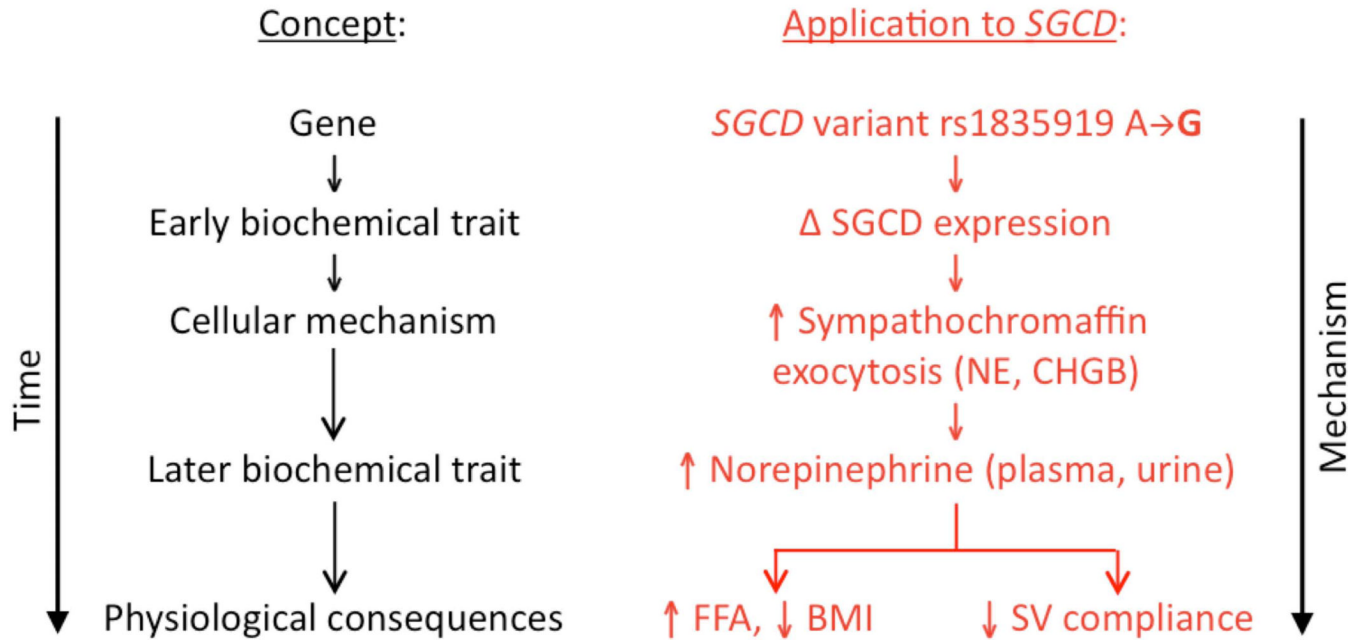 Concept:
Application to SGCD:
Gene
SGCD variant rs1835919 A→G
Early biochemical trait
Δ SGCD expression
Cellular mechanism
↑ Sympathochromaffin
exocytosis (NE, CHGB)
Later biochemical trait
↑ Norepinephrine (plasma, urine)
Physiological consequences
↑ FFA, ↓ BMI
↓ SV compliance
Time
Mechanism